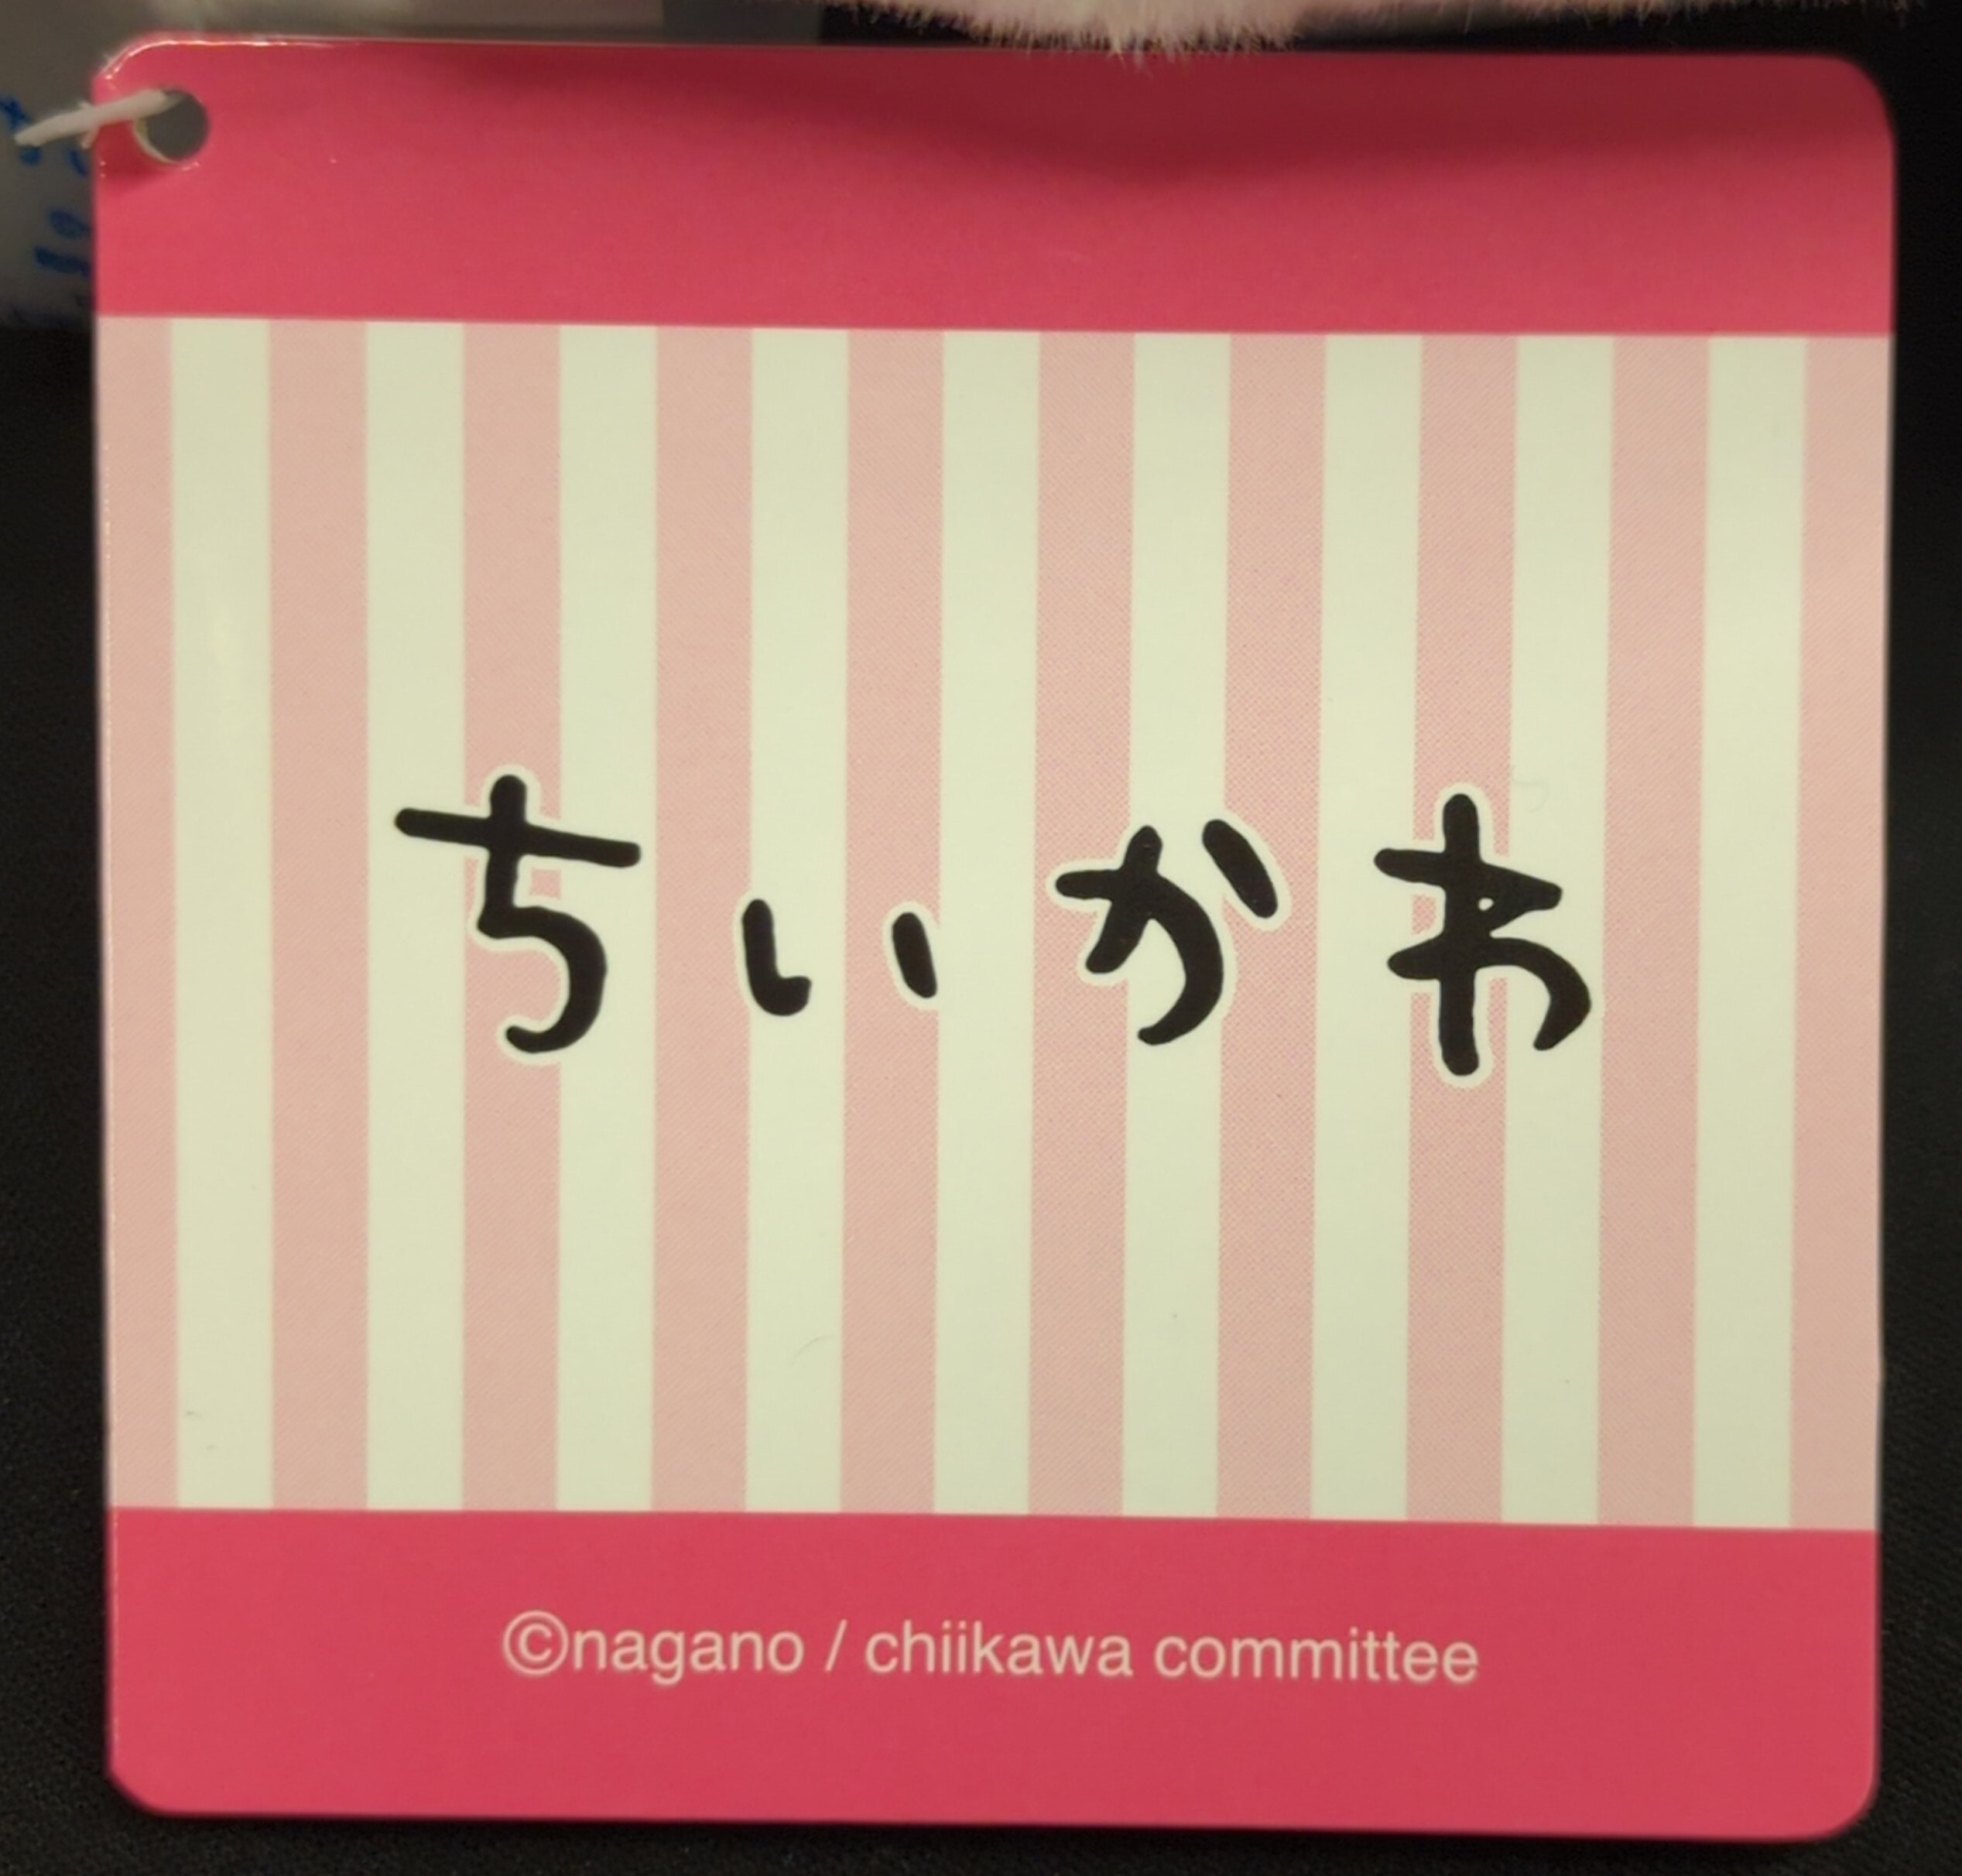 ちいかわ
©nagano / chiikawa committee